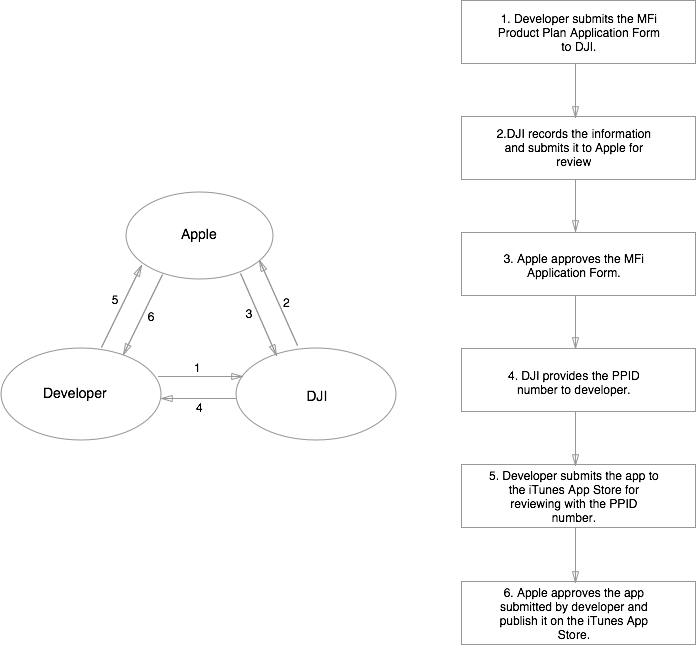 Apple
5
6
3
2
Developer
1
4
DJI
1. Developer submits the MFi
Product Plan Application Form
to DJI.
2.DJI records the information
and submits it to Apple for
review
3. Apple approves the MFi
Application Form.
4. DJI provides the PPID
number to developer.
5. Developer submits the app to
the iTunes App Store for
reviewing with the PPID
number.
6. Apple approves the app
submitted by developer and
publish it on the iTunes App
Store.